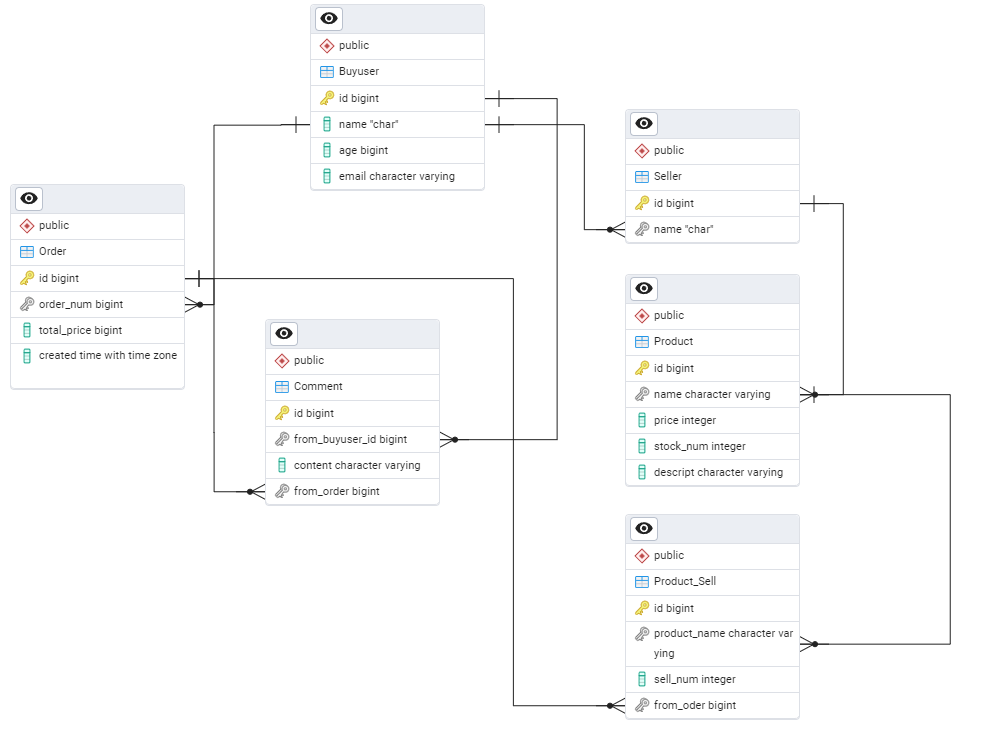 public
Buyuser
id bigint
name "char"
age bigint
email character varying
public
Seller
id bigint
name "char"
public
Order
id bigint
order_num bigint
total_price bigint
created time with time zone
public
Product
id bigint
name character varying
price integer
stock_num integer
descript character varying
public
Comment
id bigint
from_buyuser_id bigint
content character varying
from_order bigint
public
Product_Sell
id bigint
product_name character var
ying
sell_num integer
from_oder bigint